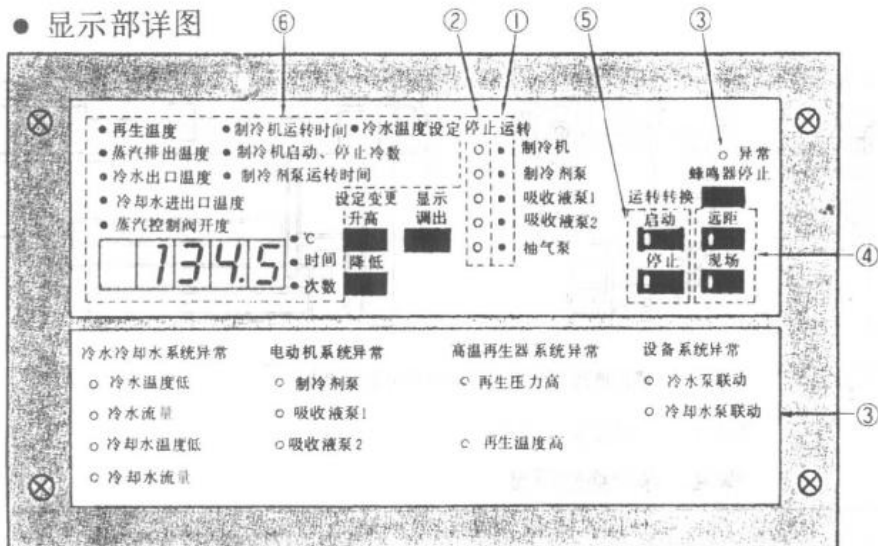 ● 显示部详图
⑥ ② ① ⑤ ③
● 再生温度 ● 制冷机运转时间 ● 冷水温度设定 停止 运转
● 蒸汽排出温度 ● 制冷机启动、停止冷数 制冷机 ○ 异常
● 冷水出口温度 ● 制冷剂泵运转时间 制冷剂泵 蜂鸣器停止
● 冷却水进出口温度 设定变更 显示 吸收液泵1 运转转换
● 蒸汽控制阀开度 升高 调出 吸收液泵2 启动 远距
134.5 ● ℃ 抽气泵
● 时间 降低 停止 现场 ④
● 次数
冷水冷却水系统异常 电动机系统异常 高温再生器系统异常 设备系统异常
○ 冷水温度低 ○ 制冷剂泵 ○ 再生压力高 ○ 冷水泵联动
○ 冷水流量 ○ 吸收液泵1 ○ 冷却水泵联动 ③
○ 冷却水温度低 ○ 吸收液泵2 ○ 再生温度高
○ 冷却水流量